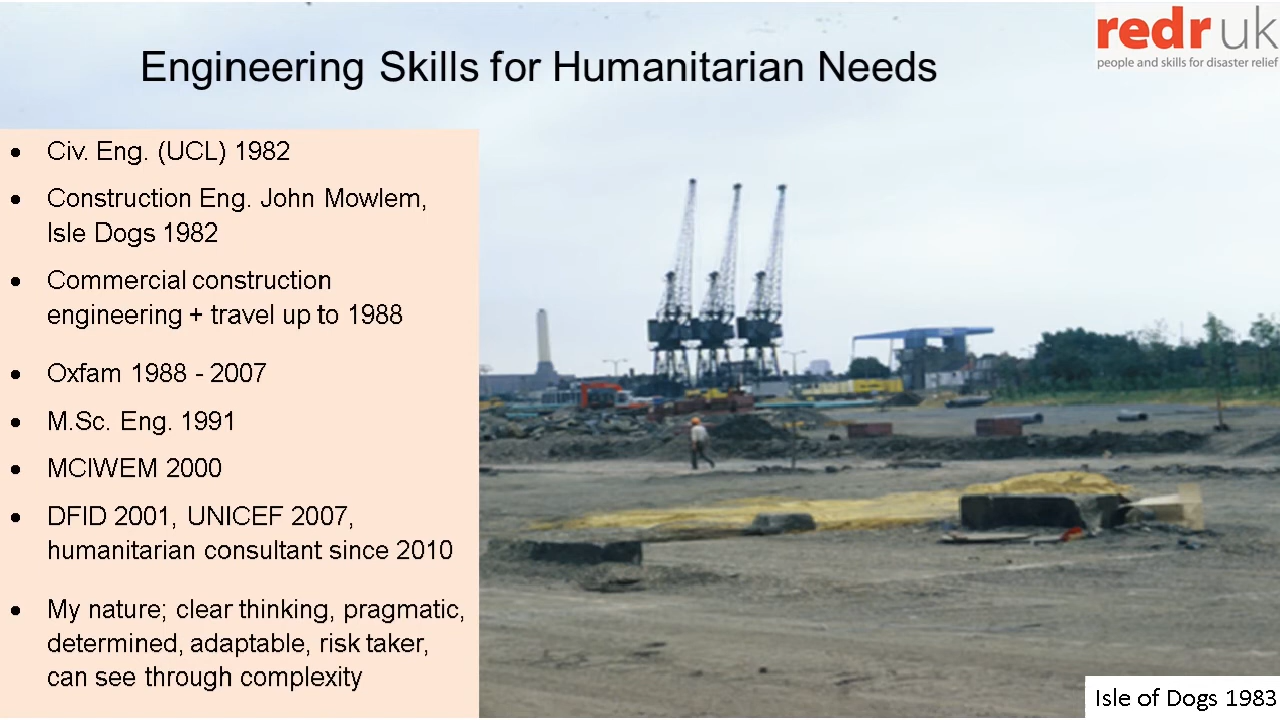 redr uk
people and skills for disaster relief
Engineering Skills for Humanitarian Needs
• Civ. Eng. (UCL) 1982
• Construction Eng. John Mowlem,
Isle Dogs 1982
• Commercial construction
engineering + travel up to 1988
• Oxfam 1988 - 2007
• M.Sc. Eng. 1991
• MCIWEM 2000
• DFID 2001, UNICEF 2007,
humanitarian consultant since 2010
• My nature; clear thinking, pragmatic,
determined, adaptable, risk taker,
can see through complexity
Isle of Dogs 1983